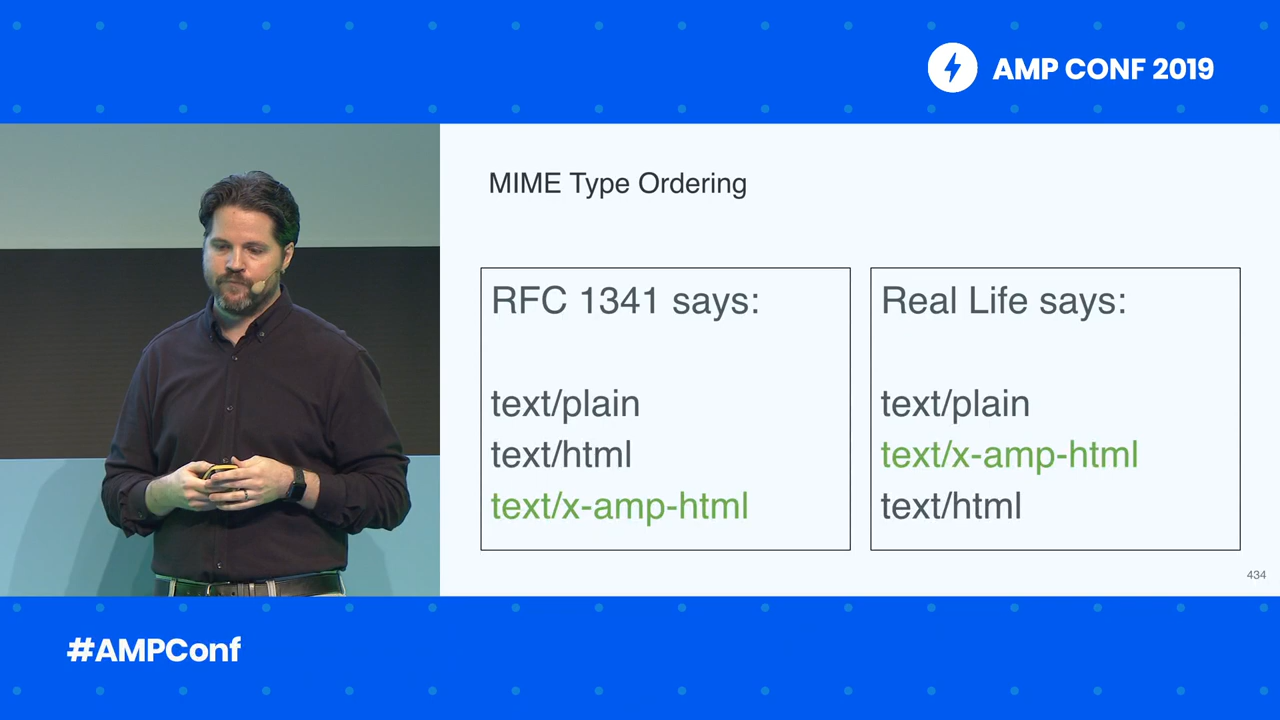 AMP CONF 2019
MIME Type Ordering
RFC 1341 says:
text/plain
text/html
text/x-amp-html
Real Life says:
text/plain
text/x-amp-html
text/html
434
#AMPConf